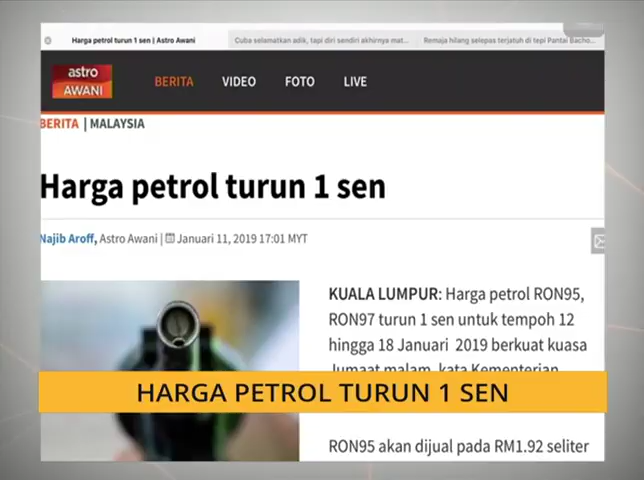 Harga petrol turun 1 sen | Astro Awani
Cuba selamatkan adik, tapi diri sendiri akhirnya mat...
Remaja hilang selepas terjatuh di tepi Pantai Bacho...
astro
AWANI
BERITA
VIDEO
FOTO
LIVE
BERITA | MALAYSIA
Harga petrol turun 1 sen
Najib Aroff, Astro Awani | Januari 11, 2019 17:01 MYT
KUALA LUMPUR: Harga petrol RON95,
RON97 turun 1 sen untuk tempoh 12
hingga 18 Januari 2019 berkuat kuasa
Jumaat malam, kata Kementerian
HARGA PETROL TURUN 1 SEN
RON95 akan dijual pada RM1.92 seliter